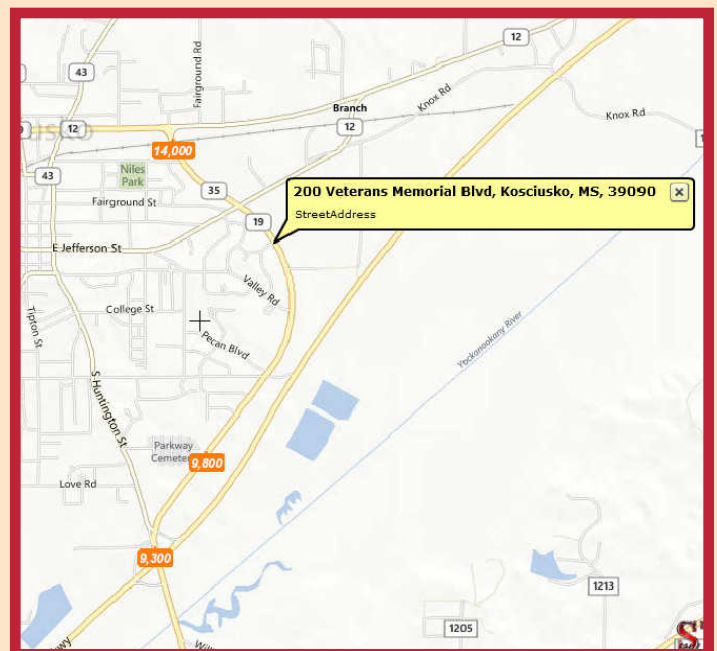 12
43
Fairground Rd
Branch
Knox Rd
Knox Rd
12
12
14,000
Niles
Park
43
35
200 Veterans Memorial Blvd, Kosciusko, MS, 39090
StreetAddress
Fairground St
19
E Jefferson St
Valley Rd
Tipton St
College St
Pecan Blvd
Yockanookany River
S Huntington St
Parkway
Cemete
9,800
Love Rd
9,300
1213
1205